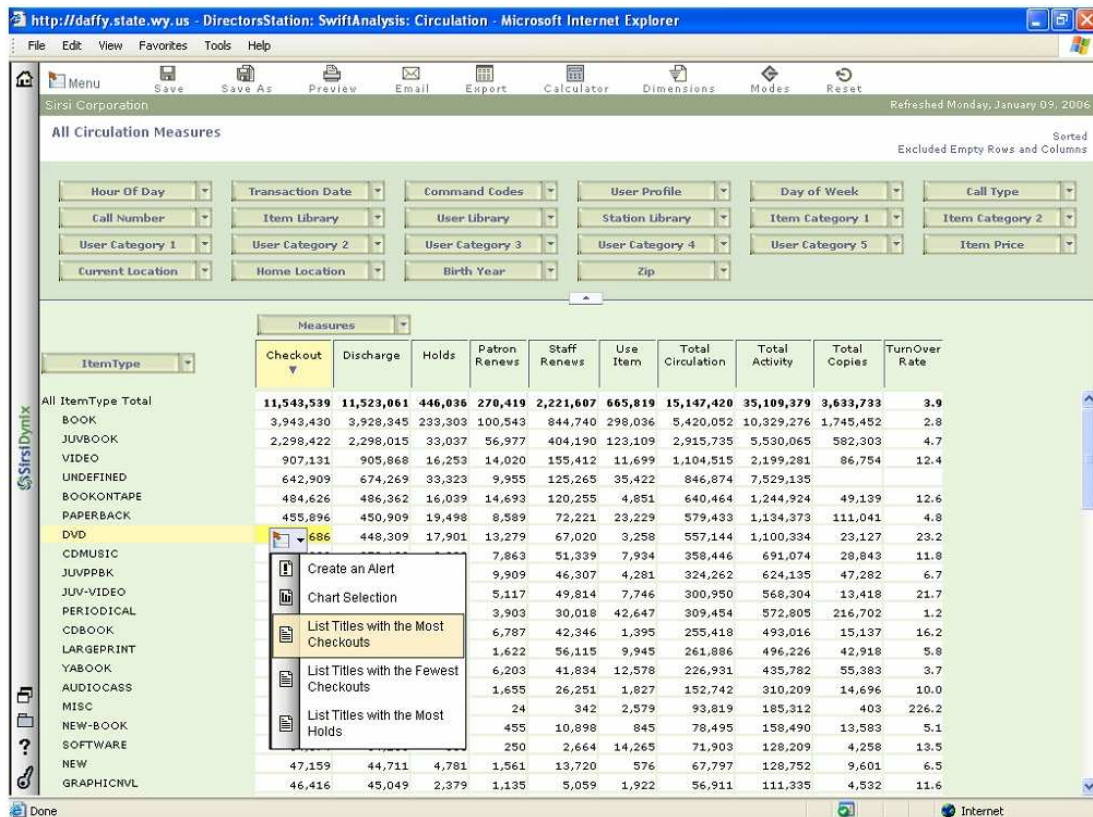 http://daffy.state.wy.us - DirectorsStation: SwiftAnalysis: Circulation - Microsoft Internet Explorer
File Edit View Favorites Tools Help
Menu Save Save As Preview Email Export Calculator Dimensions Modes Reset
Sirsi Corporation Refreshed Monday, January 09, 2006
All Circulation Measures
Sorted
Excluded Empty Rows and Columns
Hour Of Day Transaction Date Command Codes User Profile Day of Week Call Type
Call Number Item Library User Library Station Library Item Category 1 Item Category 2
User Category 1 User Category 2 User Category 3 User Category 4 User Category 5 Item Price
Current Location Home Location Birth Year Zip
Measures
ItemType
Checkout Discharge Holds Patron Renews Staff Renews Use Item Total Circulation Total Activity Total Copies TurnOver Rate
All ItemType Total 11,543,539 11,523,061 446,036 270,419 2,221,607 665,819 15,147,420 35,109,379 3,633,733 3.9
BOOK 3,943,430 3,928,345 233,303 100,543 844,740 298,036 5,420,052 10,329,276 1,745,452 2.8
JUVBOOK 2,298,422 2,298,015 33,037 56,977 404,190 123,109 2,915,735 5,530,065 582,303 4.7
VIDEO 907,131 905,868 16,253 14,020 155,412 11,699 1,104,515 2,199,281 86,754 12.4
UNDEFINED 642,909 674,269 33,323 9,955 125,265 35,422 846,874 7,529,135
BOOKONTAPE 484,626 486,362 16,039 14,693 120,255 4,851 640,464 1,244,924 49,139 12.6
PAPERBACK 455,896 450,909 19,498 8,589 72,221 23,229 579,433 1,134,373 111,041 4.8
DVD 686 448,309 17,901 13,279 67,020 3,258 557,144 1,100,334 23,127 23.2
CDMUSIC 7,863 51,339 7,934 358,446 691,074 28,843 11.8
JUVPPBK 9,909 46,307 4,281 324,262 624,135 47,282 6.7
JUV-VIDEO 5,117 49,814 7,746 300,950 568,304 13,418 21.7
PERIODICAL 3,903 30,018 42,647 309,454 572,805 216,702 1.2
CDBOOK 6,787 42,346 1,395 255,418 493,016 15,137 16.2
LARGEPRINT 1,622 56,115 9,945 261,886 496,226 42,918 5.8
YABOOK 6,203 41,834 12,578 226,931 435,782 55,383 3.7
AUDIOCASS 1,655 26,251 1,827 152,742 310,209 14,696 10.0
MISC 24 342 2,579 93,819 185,312 403 226.2
NEW-BOOK 455 10,898 845 78,495 158,490 13,583 5.1
SOFTWARE 250 2,664 14,265 71,903 128,209 4,258 13.5
NEW 47,159 44,711 4,781 1,561 13,720 576 67,797 128,752 9,601 6.5
GRAPHICNVL 46,416 45,049 2,379 1,135 5,059 1,922 56,911 111,335 4,532 11.6
Create an Alert
Chart Selection
List Titles with the Most
Checkouts
List Titles with the Fewest
Checkouts
List Titles with the Most
Holds
SirsiDynix
Done Internet